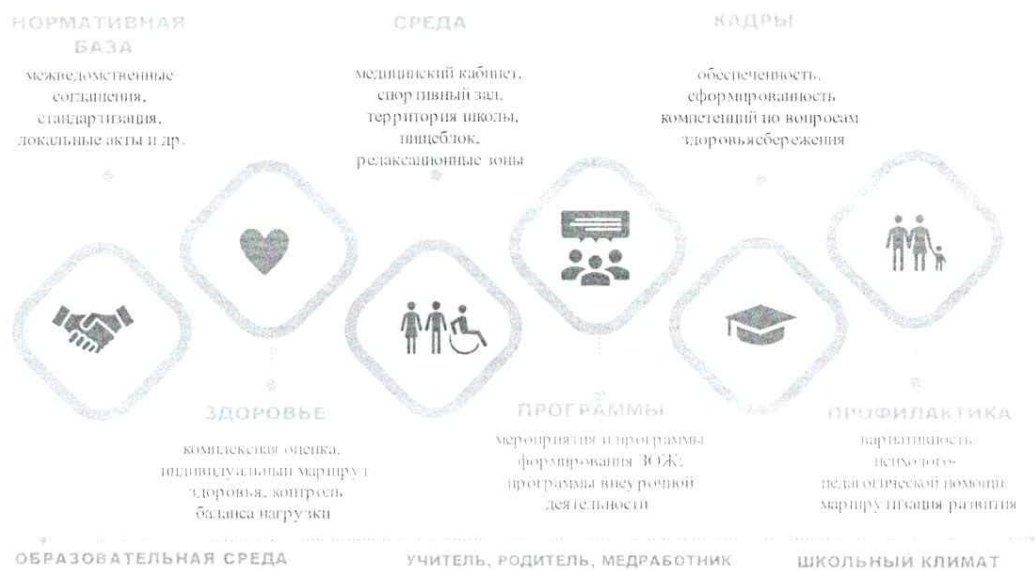 НОРМАТИВНАЯ
БАЗА
межведомственные
соглашения,
стандартизация,
локальные акты и др.
СРЕДА
медицинский кабинет,
спортивный зал,
территория школы,
пищеблок,
релаксационные зоны
КАДРЫ
обеспеченность,
сформированность
компетенций по вопросам
здоровьясбережения
ЗДОРОВЬЕ
комплексная оценка,
индивидуальный маршрут
здоровья, контроль
баланса нагрузки
ПРОГРАММЫ
мероприятия и программы
формирования ЗОЖ;
программы внеурочной
деятельности
ПРОФИЛАКТИКА
вариативность
психолого-
педагогической помощи,
маршрутизация развития
ОБРАЗОВАТЕЛЬНАЯ СРЕДА
УЧИТЕЛЬ, РОДИТЕЛЬ, МЕДРАБОТНИК
ШКОЛЬНЫЙ КЛИМАТ